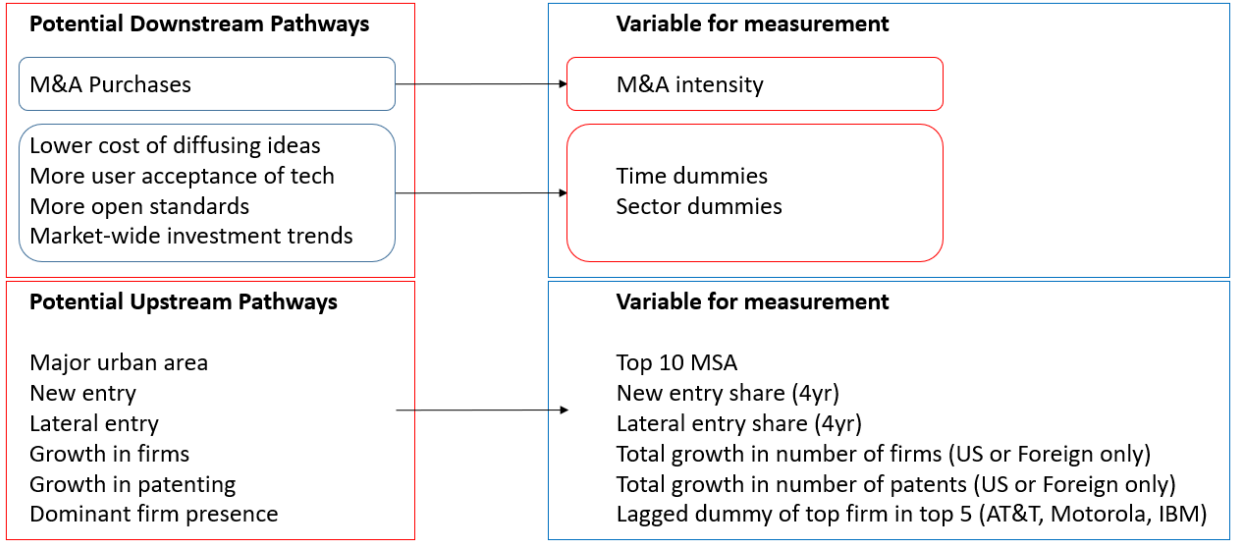 Potential Downstream Pathways
Variable for measurement
M&A Purchases
M&A intensity
Lower cost of diffusing ideas
More user acceptance of tech
More open standards
Market-wide investment trends
Time dummies
Sector dummies
Potential Upstream Pathways
Variable for measurement
Major urban area
New entry
Lateral entry
Growth in firms
Growth in patenting
Dominant firm presence
Top 10 MSA
New entry share (4yr)
Lateral entry share (4yr)
Total growth in number of firms (US or Foreign only)
Total growth in number of patents (US or Foreign only)
Lagged dummy of top firm in top 5 (AT&T, Motorola, IBM)